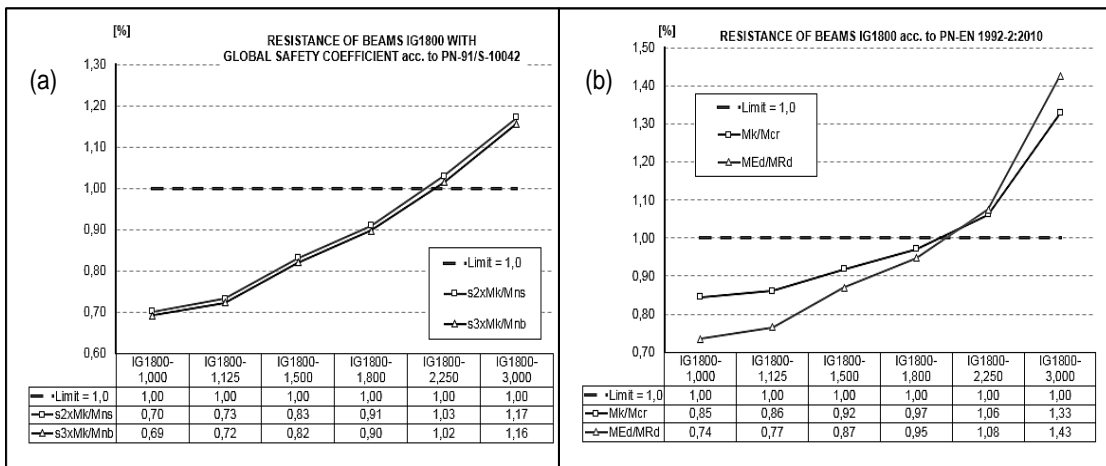 [%]
RESISTANCE OF BEAMS IG1800 WITH
GLOBAL SAFETY COEFFICIENT acc. to PN-91/S-10042
(a)
1,30
1,20
1,10
1,00
0,90
0,80
0,70
0,60
Limit = 1,0
s2xMk/Mns
s3xMk/Mnb
IG1800-1,000 IG1800-1,125 IG1800-1,500 IG1800-1,800 IG1800-2,250 IG1800-3,000
Limit = 1,0 1,00 1,00 1,00 1,00 1,00 1,00
s2xMk/Mns 0,70 0,73 0,83 0,91 1,03 1,17
s3xMk/Mnb 0,69 0,72 0,82 0,90 1,02 1,16
[%]
RESISTANCE OF BEAMS IG1800 acc. to PN-EN 1992-2:2010
(b)
1,50
1,40
1,30
1,20
1,10
1,00
0,90
0,80
0,70
Limit = 1,0
Mk/Mcr
MEd/MRd
IG1800-1,000 IG1800-1,125 IG1800-1,500 IG1800-1,800 IG1800-2,250 IG1800-3,000
Limit = 1,0 1,00 1,00 1,00 1,00 1,00 1,00
Mk/Mcr 0,85 0,86 0,92 0,97 1,06 1,33
MEd/MRd 0,74 0,77 0,87 0,95 1,08 1,43